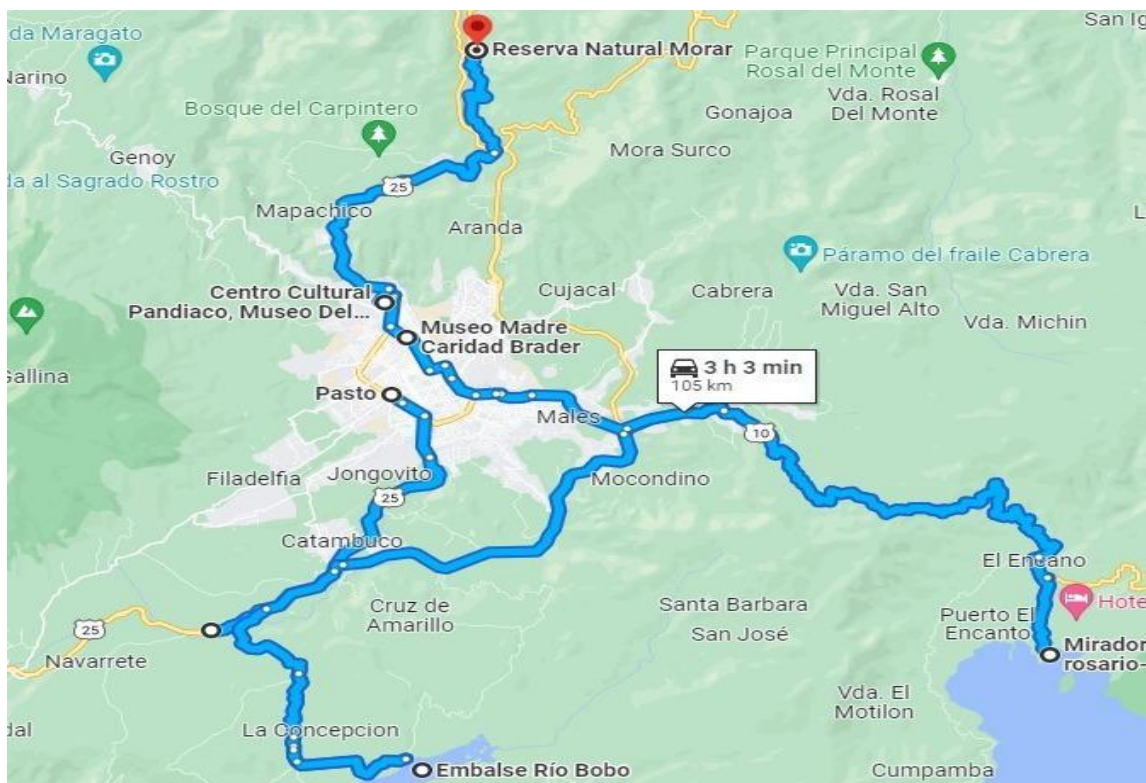 San Ig
da Maragato
Narino
Reserva Natural Morar
Parque Principal
Rosal del Monte
Vda. Rosal
Del Monte
Bosque del Carpintero
Gonajoa
Genoy
Mora Surco
da al Sagrado Rostro
25
Mapachico
Aranda
L
Páramo del fraile Cabrera
Centro Cultural
Pandiaco, Museo Del...
Cujacal
Cabrera
Vda. San
Miguel Alto
Vda. Michin
Museo Madre
Caridad Brader
3 h 3 min
105 km
Gallina
Pasto
Males
10
Filadelfia
Jongovito
Mocondino
25
Catambuco
El Encano
Cruz de
Amarillo
Santa Barbara
San José
Puerto El
Encanto
Hote
25
Navarrete
Mirador
rosario-
Vda. El
Motilon
dal
La Concepcion
Embalse Río Bobo
Cumpamba